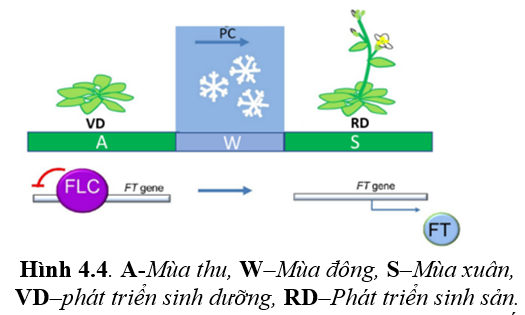 PC
VD
RD
A
W
S
FLC
FT gene
FT gene
FT
Hình 4.4. A-Mùa thu, W–Mùa đông, S–Mùa xuân,
VD–phát triển sinh dưỡng, RD–Phát triển sinh sản.